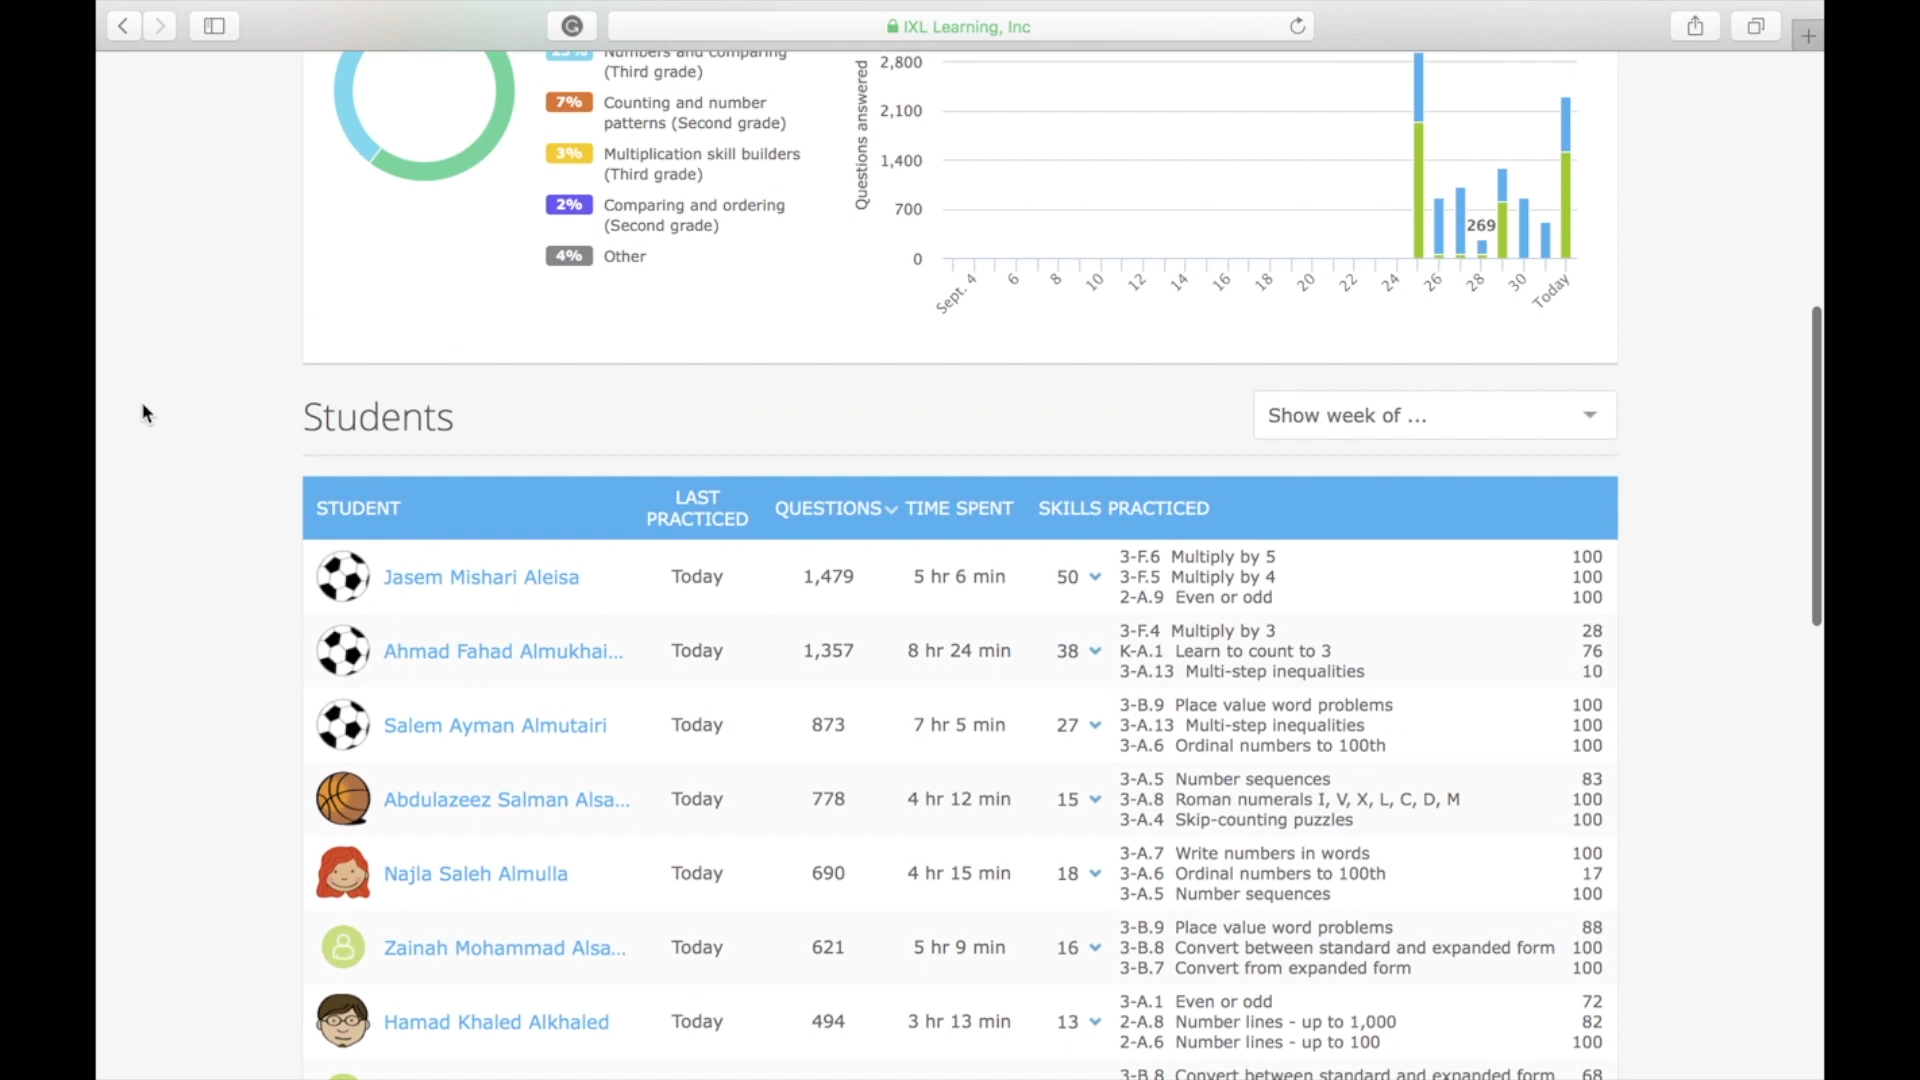 IXL Learning, Inc
Numbers and comparing
(Third grade)
7% Counting and number
patterns (Second grade)
3% Multiplication skill builders
(Third grade)
2% Comparing and ordering
(Second grade)
4% Other
Questions answered
2,800
2,100
1,400
700
0
269
Sept. 4 6 8 10 12 14 16 18 20 22 24 26 28 30 Today
Students
Show week of ...
STUDENT LAST PRACTICED QUESTIONS TIME SPENT SKILLS PRACTICED
Jasem Mishari Aleisa Today 1,479 5 hr 6 min 50
3-F.6 Multiply by 5 100
3-F.5 Multiply by 4 100
2-A.9 Even or odd 100
Ahmad Fahad Almukhai... Today 1,357 8 hr 24 min 38
3-F.4 Multiply by 3 28
K-A.1 Learn to count to 3 76
3-A.13 Multi-step inequalities 10
Salem Ayman Almutairi Today 873 7 hr 5 min 27
3-B.9 Place value word problems 100
3-A.13 Multi-step inequalities 100
3-A.6 Ordinal numbers to 100th 100
Abdulazeez Salman Alsa... Today 778 4 hr 12 min 15
3-A.5 Number sequences 83
3-A.8 Roman numerals I, V, X, L, C, D, M 100
3-A.4 Skip-counting puzzles 100
Najla Saleh Almulla Today 690 4 hr 15 min 18
3-A.7 Write numbers in words 100
3-A.6 Ordinal numbers to 100th 17
3-A.5 Number sequences 100
Zainah Mohammad Alsa... Today 621 5 hr 9 min 16
3-B.9 Place value word problems 88
3-B.8 Convert between standard and expanded form 100
3-B.7 Convert from expanded form 100
Hamad Khaled Alkhaled Today 494 3 hr 13 min 13
3-A.1 Even or odd 72
2-A.8 Number lines - up to 1,000 82
2-A.6 Number lines - up to 100 100
3-B.8 Convert between standard and expanded form 68